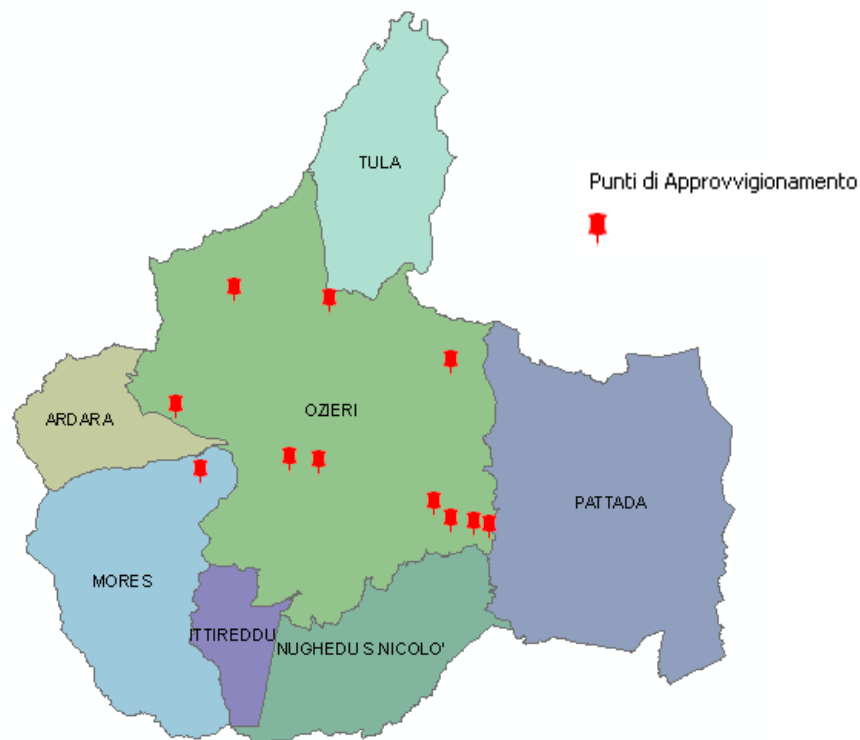 TULA
Punti di Approvvigionamento
OZIERI
ARDARA
PATTADA
MORES
ITTIREDDU
NUGHEDU S.NICOLO'